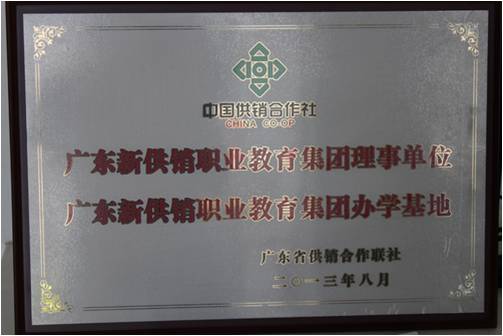 中国供销合作社
CHINA CO-OP
广东新供销职业教育集团理事单位
广东新供销职业教育集团办学基地
广东省供销合作联社
二〇一三年八月